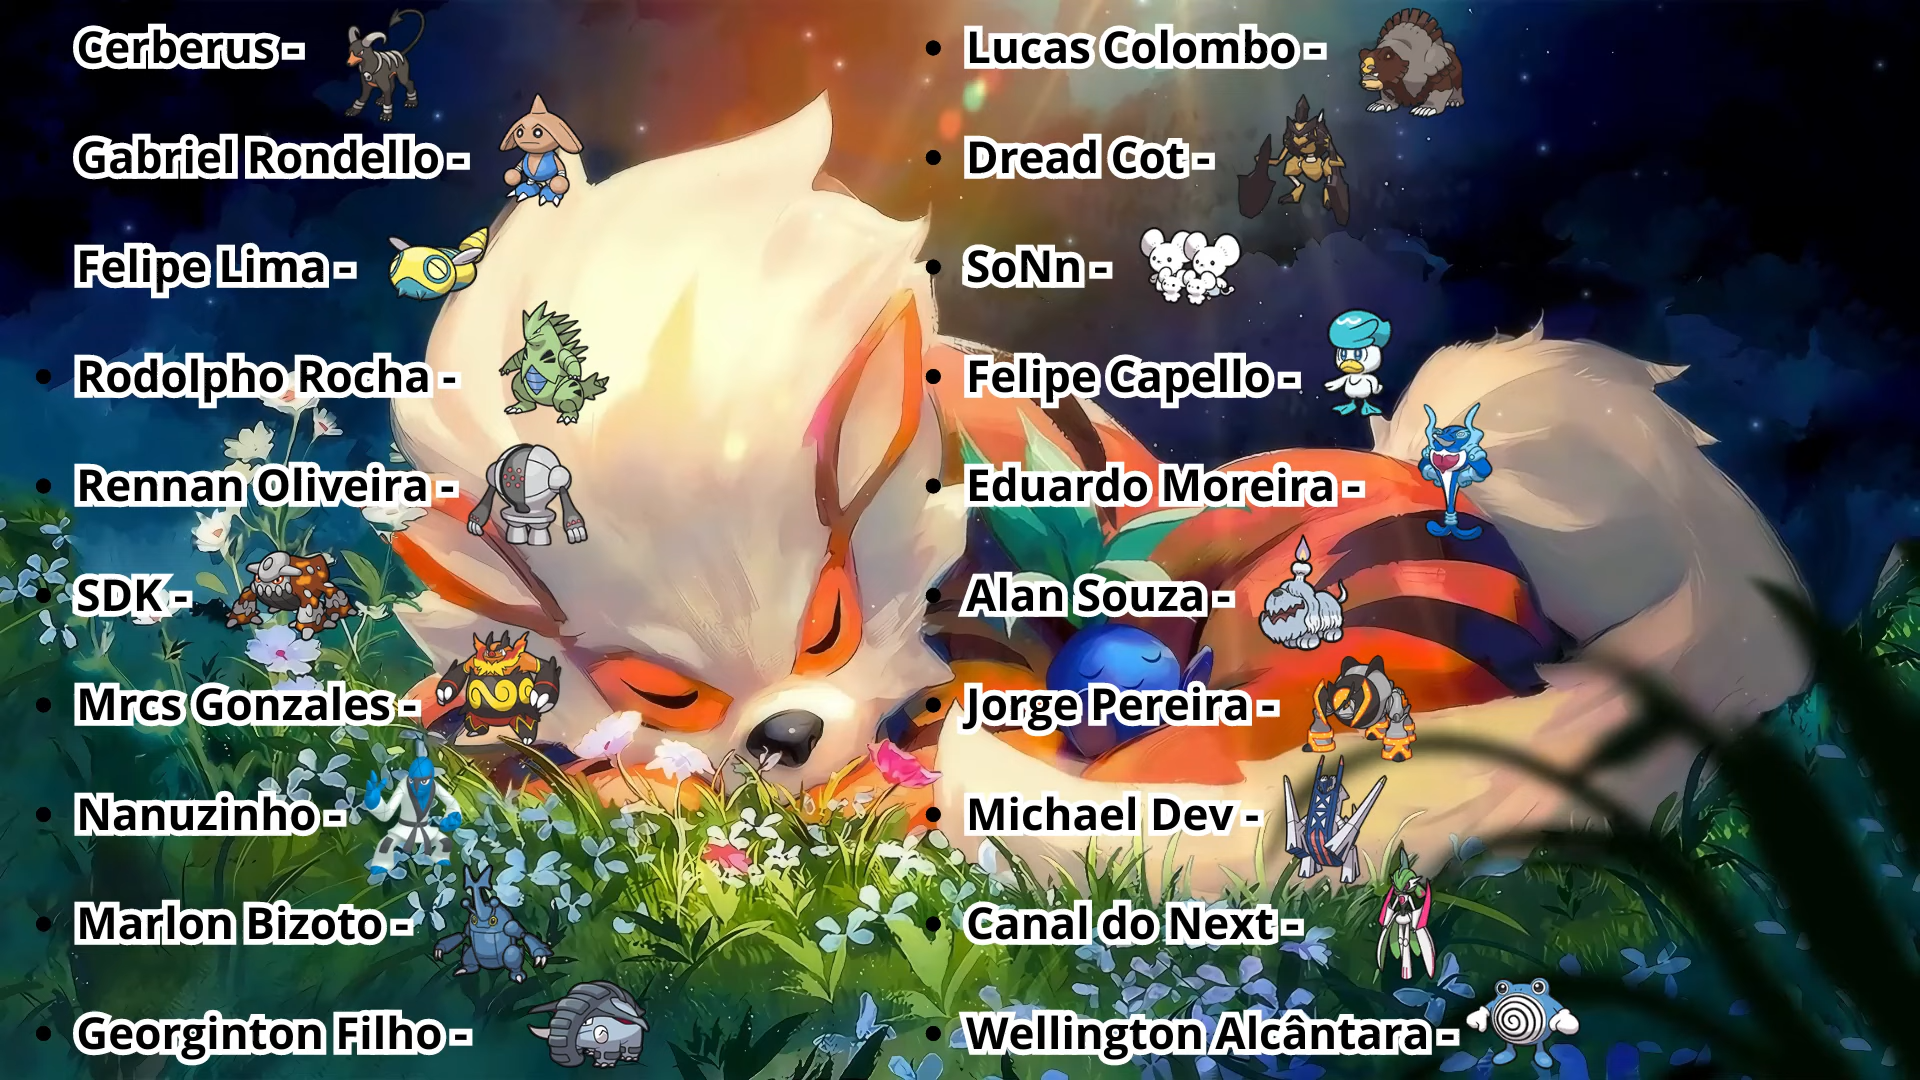 Cerberus -
Gabriel Rondello -
Felipe Lima -
Rodolpho Rocha -
Rennan Oliveira -
SDK -
Mrcs Gonzales -
Nanuzinho -
Marlon Bizoto -
Georginton Filho -
Lucas Colombo -
Dread Cot -
SoNn -
Felipe Capello -
Eduardo Moreira -
Alan Souza -
Jorge Pereira -
Michael Dev -
Canal do Next -
Wellington Alcântara -